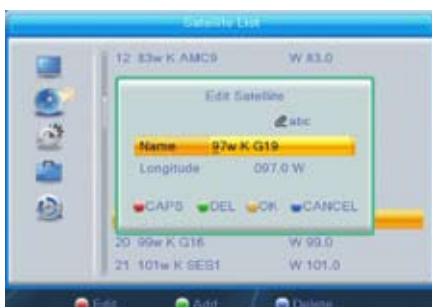 Satellite List
12 83w K AMC9 W 83.0
Edit Satellite
abc
Name 97w K G19
Longitude 097.0 W
CAPS DEL OK CANCEL
20 99w K G16 W 99.0
21 101w K SES1 W 101.0
Edit Add Delete